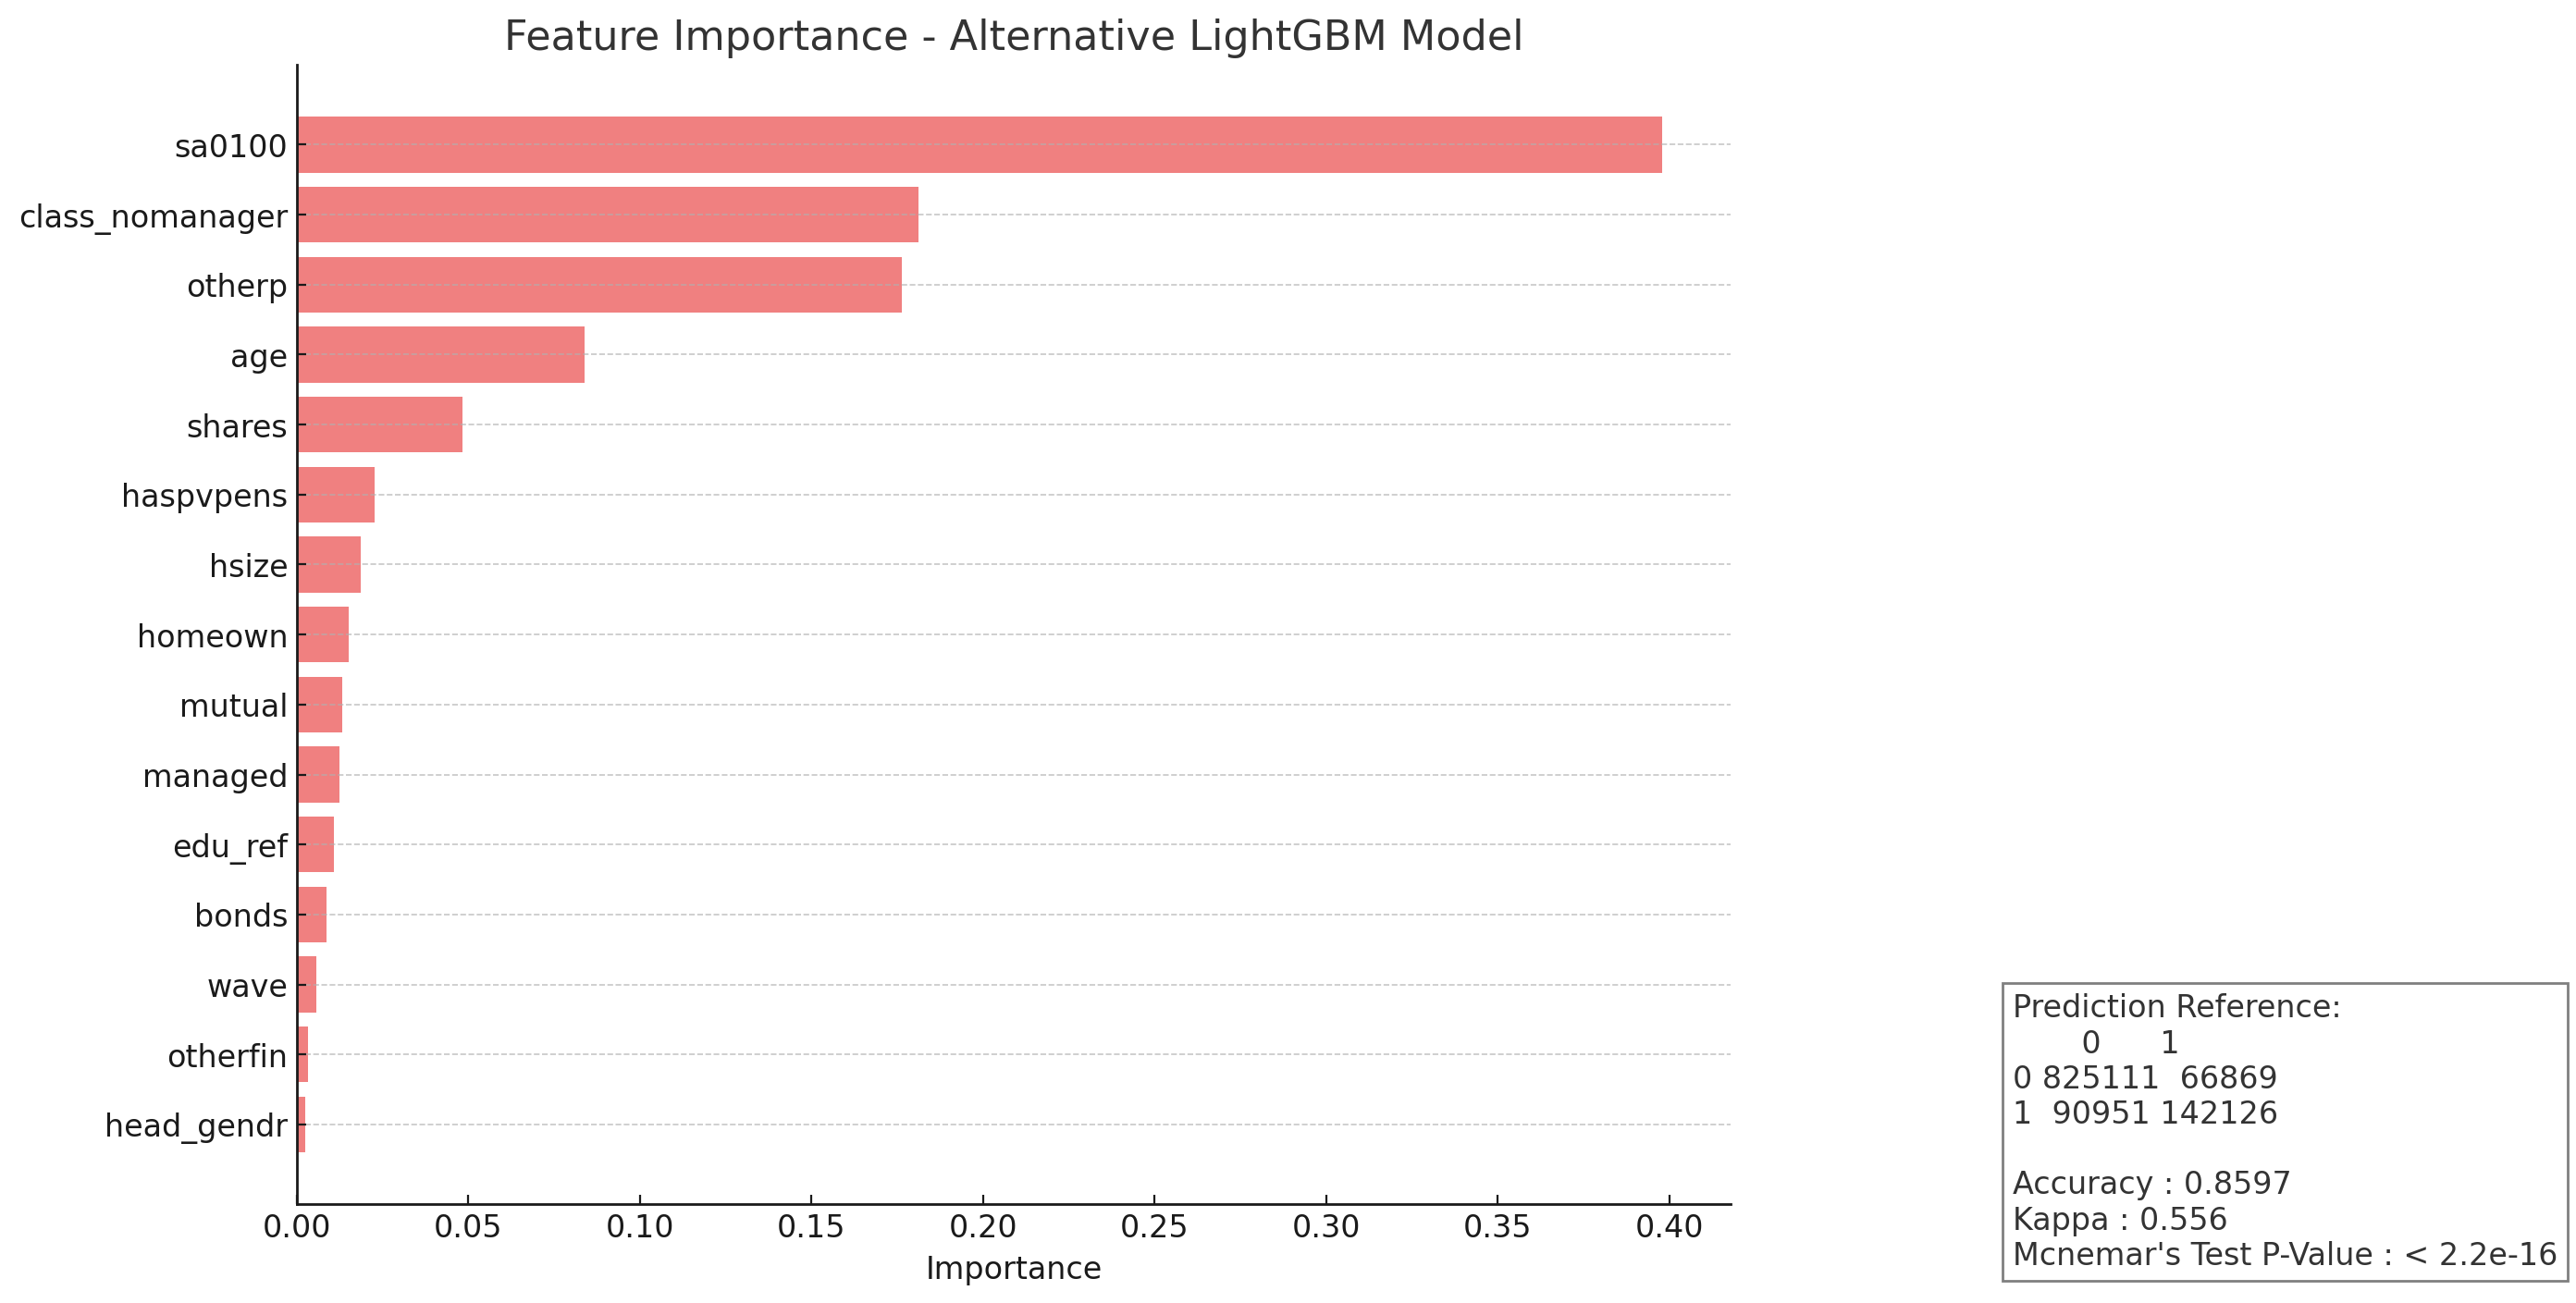 Feature Importance - Alternative LightGBM Model
sa0100
class_nomanager
otherp
age
shares
haspvpens
hsize
homeown
mutual
managed
edu_ref
bonds
wave
otherfin
head_gendr
0.00 0.05 0.10 0.15 0.20 0.25 0.30 0.35 0.40
Importance
Prediction Reference:
0 1
0 825111 66869
1 90951 142126
Accuracy : 0.8597
Kappa : 0.556
Mcnemar's Test P-Value : < 2.2e-16